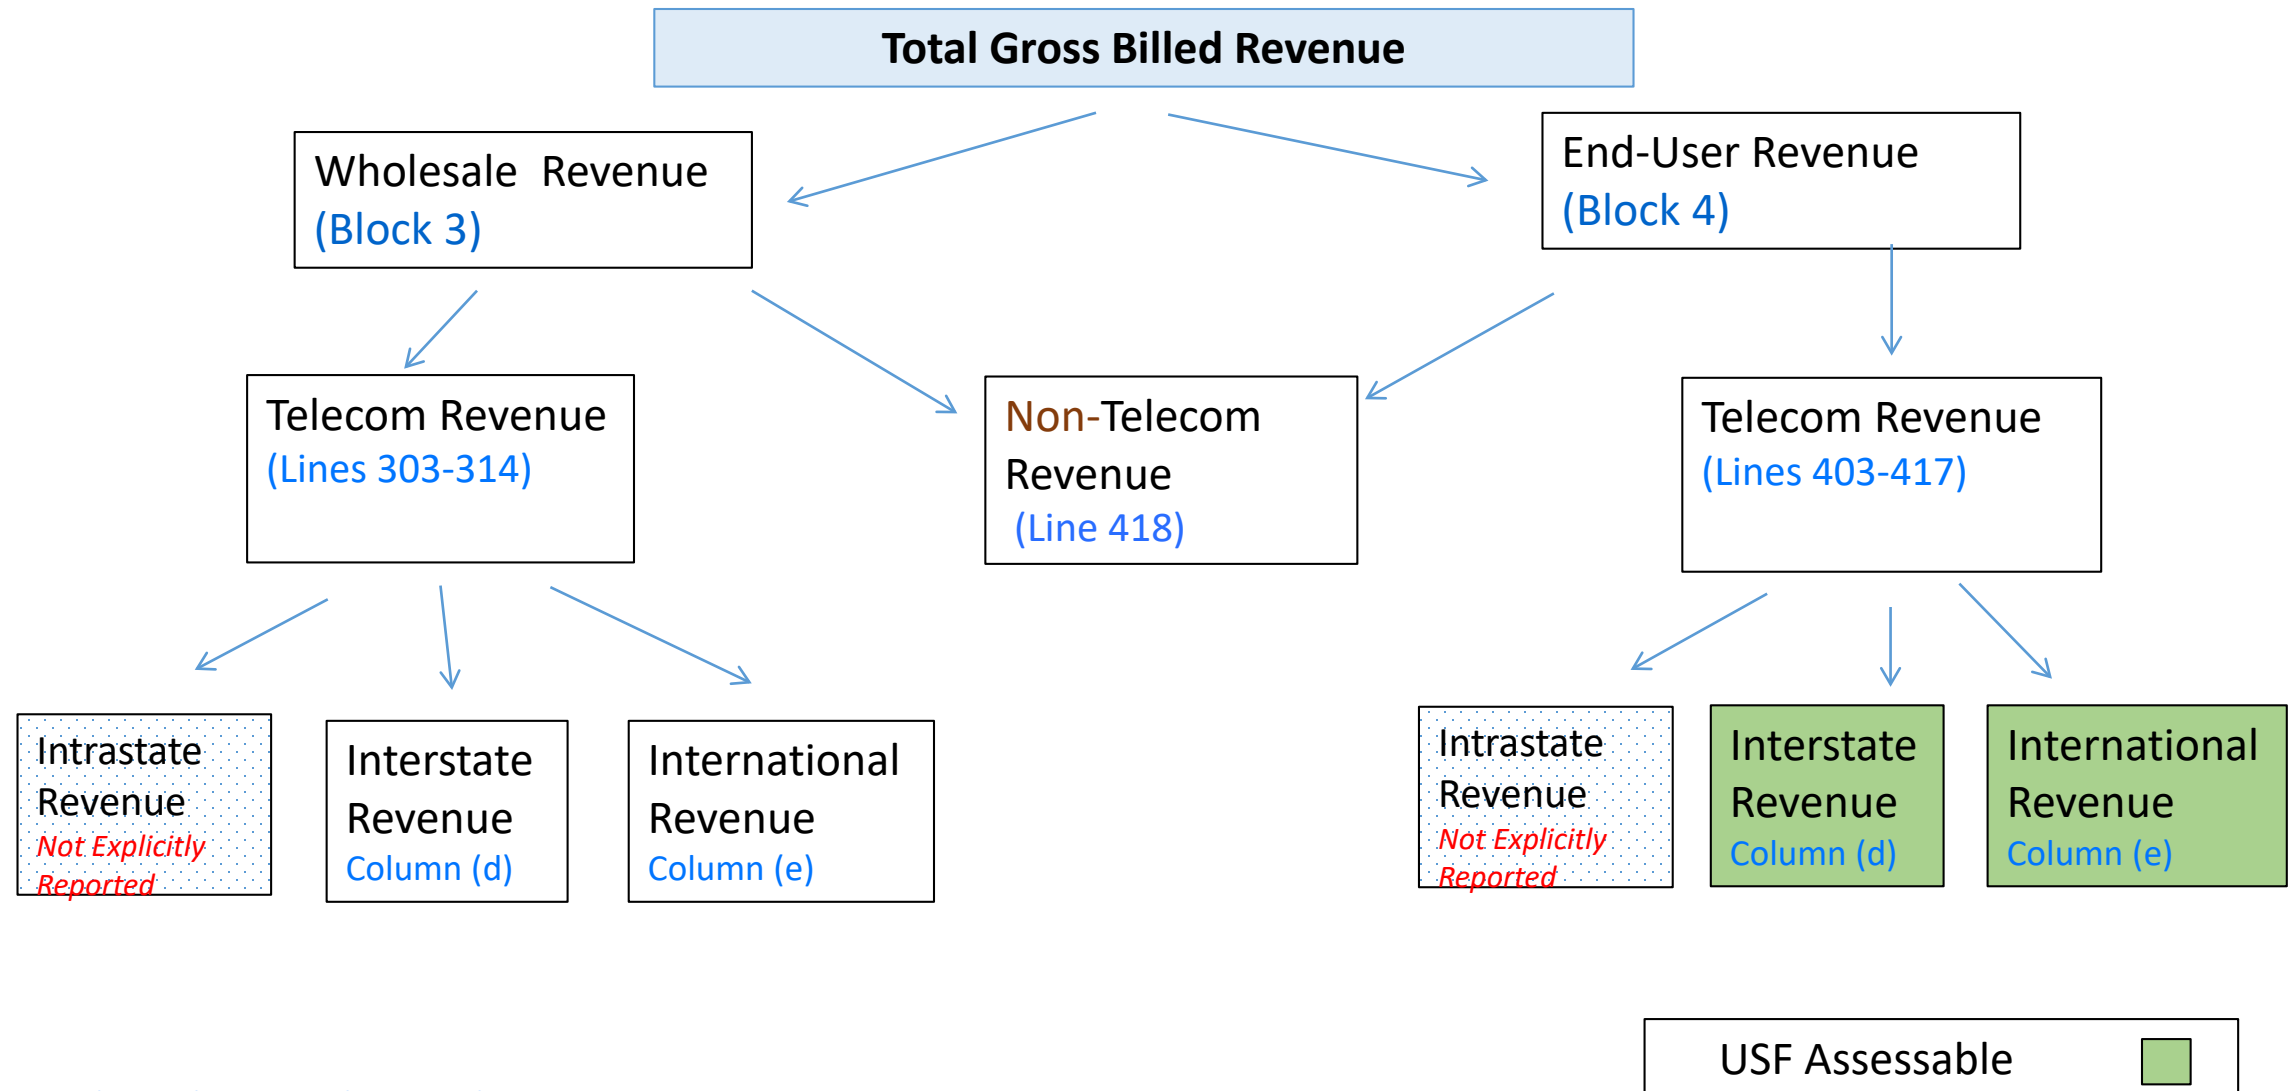 Total Gross Billed Revenue
Wholesale Revenue
(Block 3)
End-User Revenue
(Block 4)
Telecom Revenue
(Lines 303-314)
Non-Telecom
Revenue
(Line 418)
Telecom Revenue
(Lines 403-417)
Intrastate
Revenue
Not Explicitly
Reported
Interstate
Revenue
Column (d)
International
Revenue
Column (e)
Intrastate
Revenue
Not Explicitly
Reported
Interstate
Revenue
Column (d)
International
Revenue
Column (e)
USF Assessable